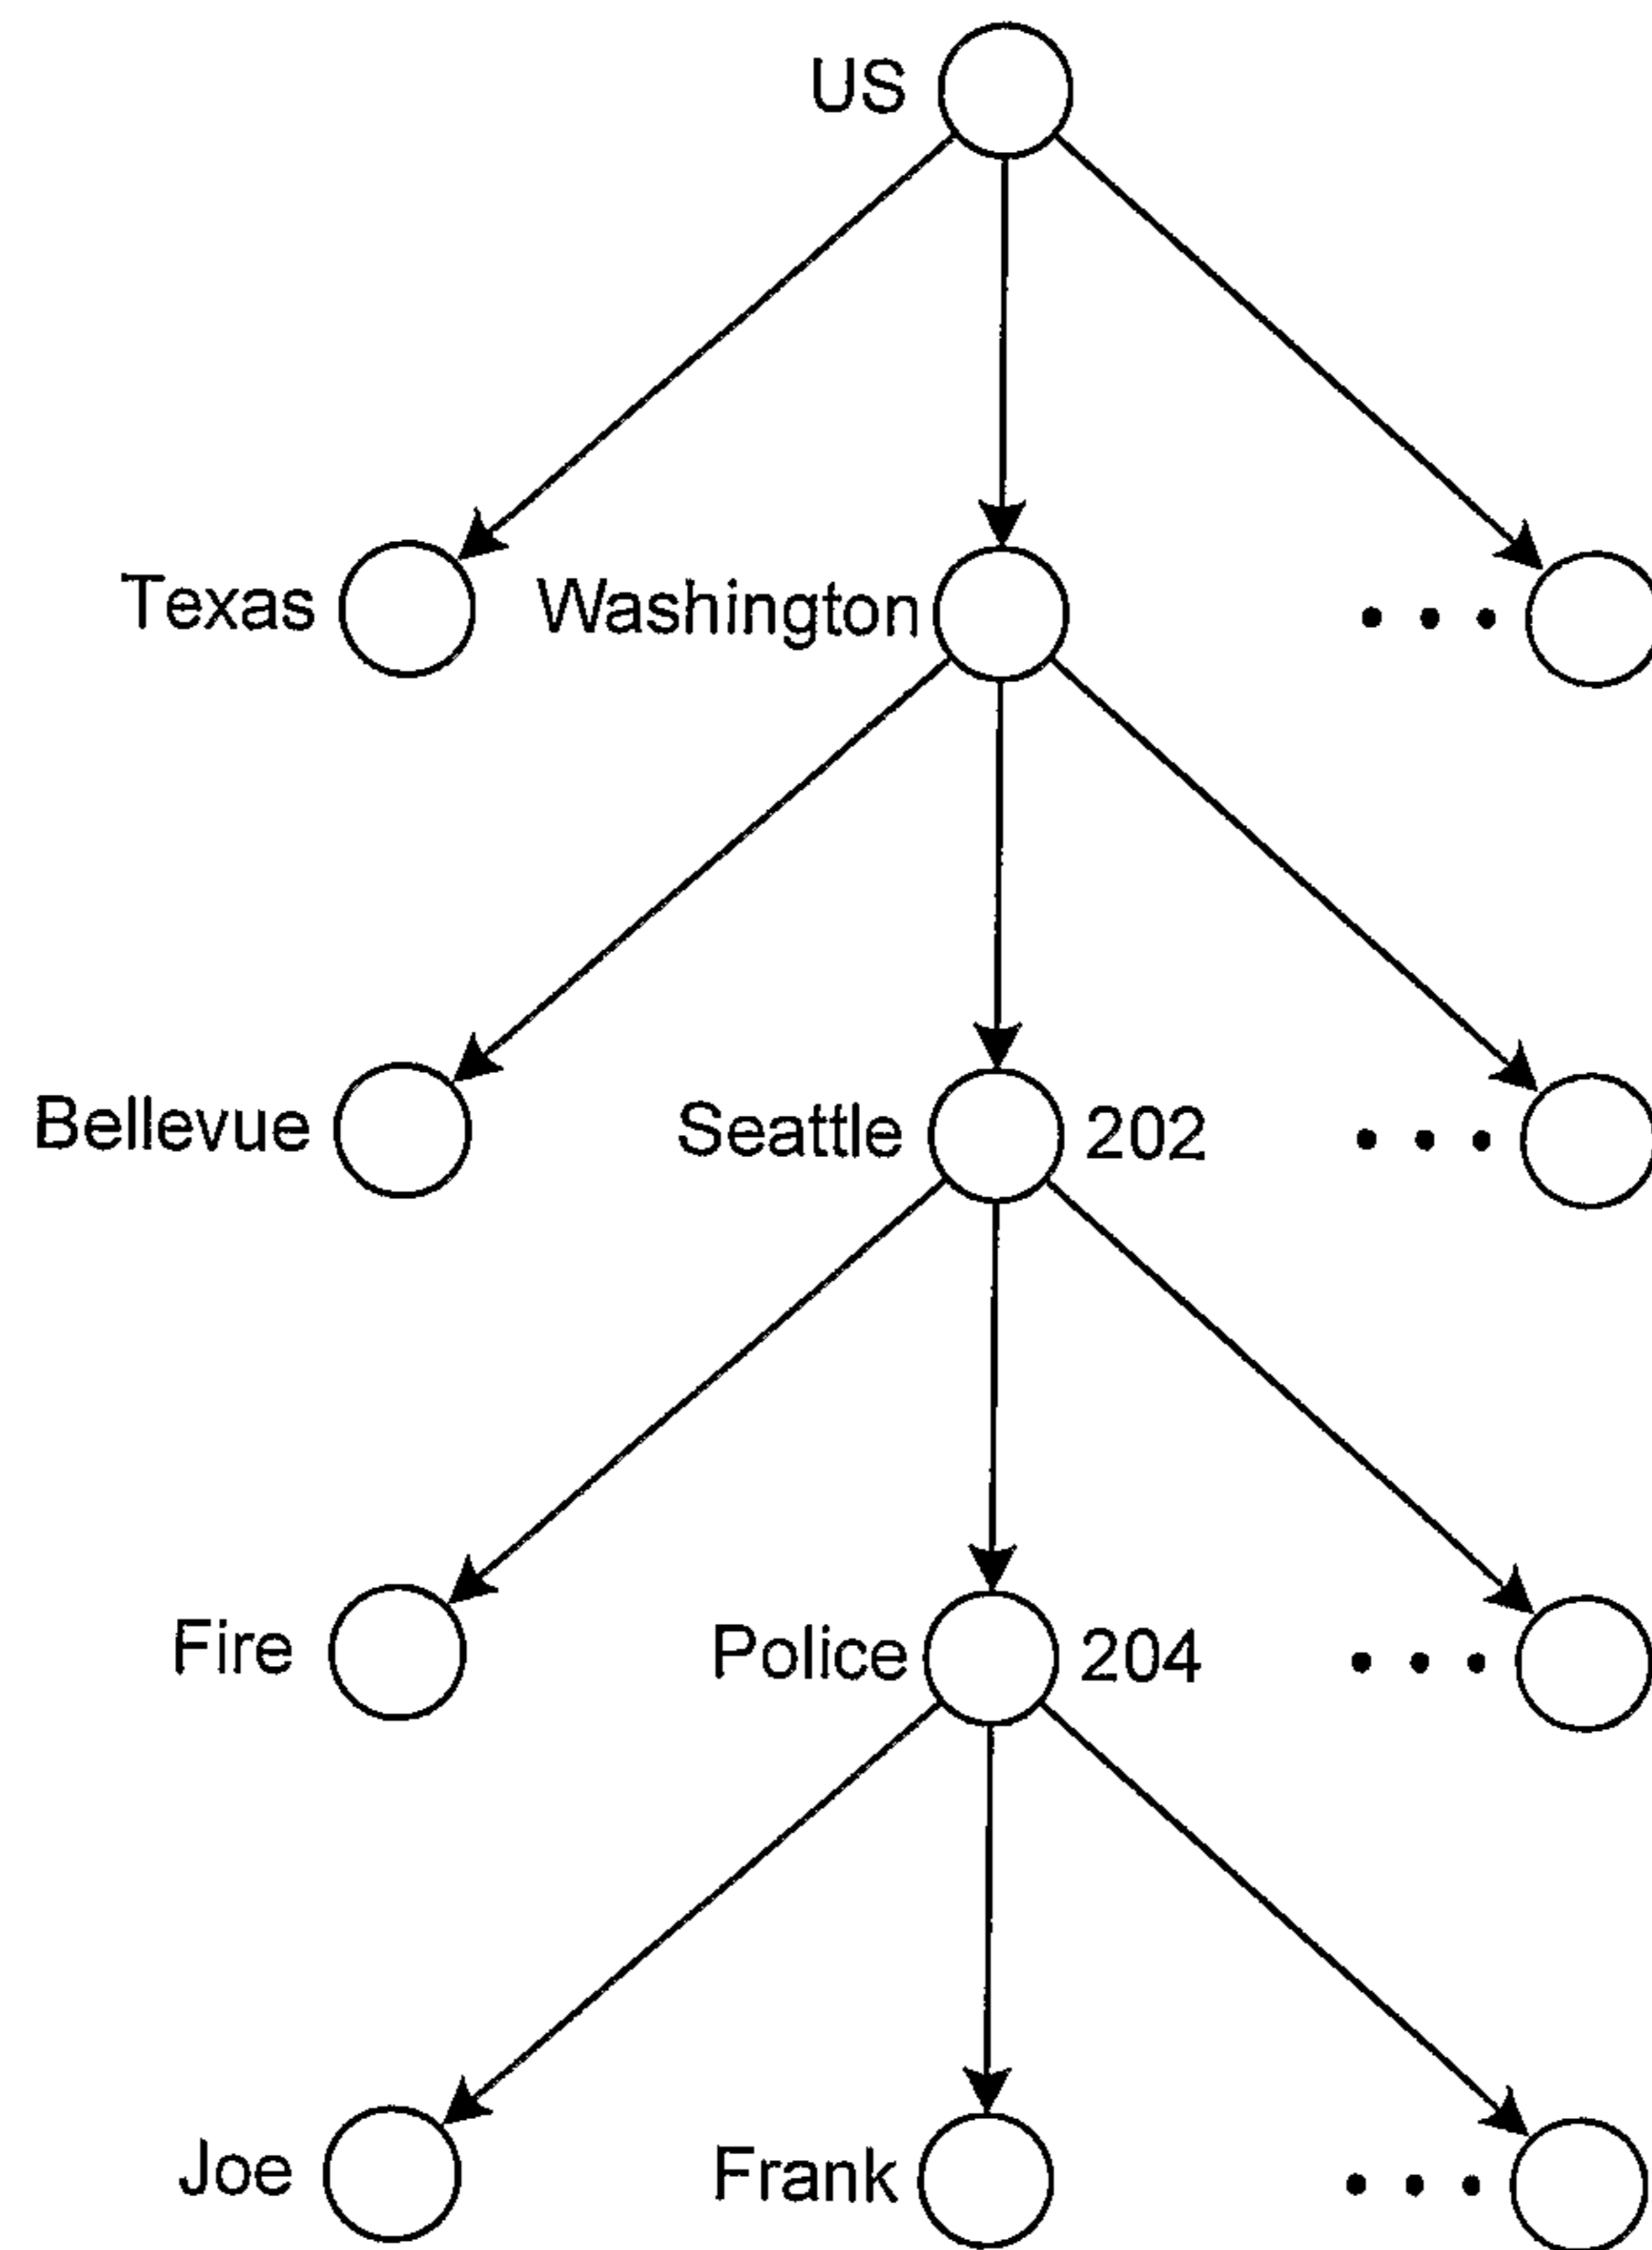 US
Texas Washington . . .
Bellevue Seattle 202 . . .
Fire Police 204 . . .
Joe Frank . . .